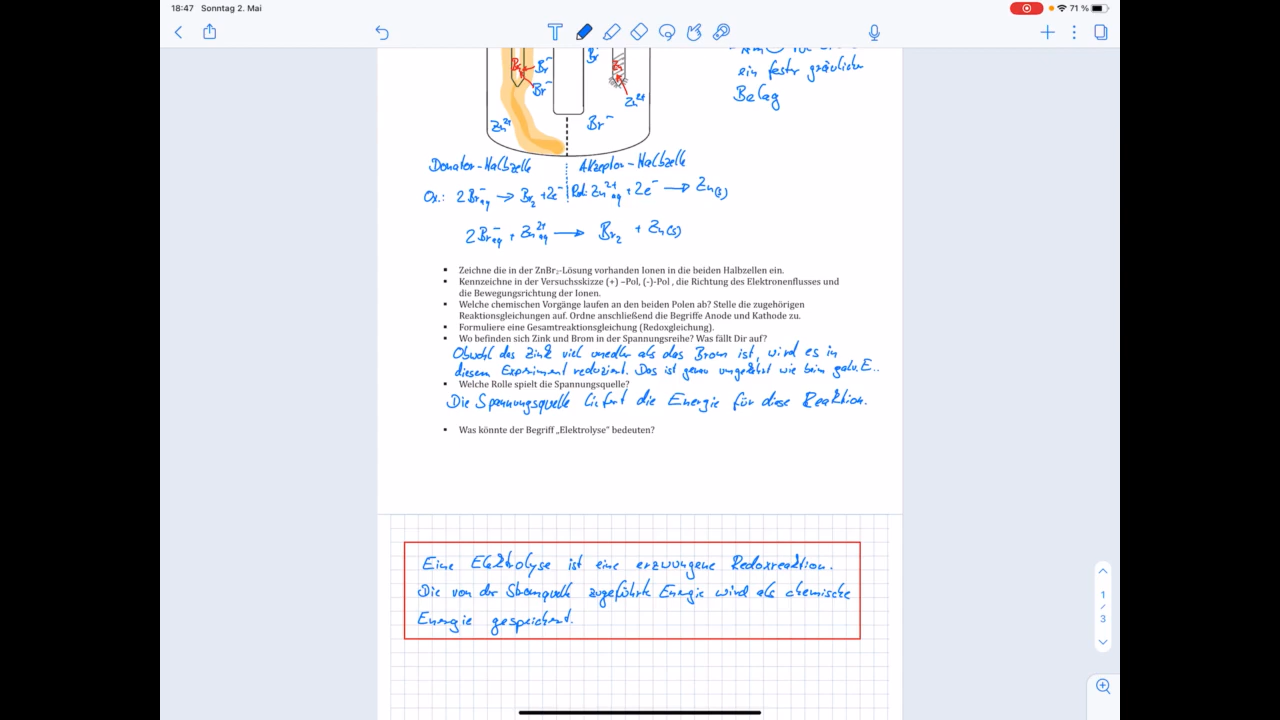 18:47 Sonntag 2. Mai
71 %
ein fester gräulicher
Belag
Br⁻
Br⁻
Br
Zn
Zn²⁺
Zn²⁺
Br⁻
Donator-Halbzelle Akzeptor-Halbzelle
Ox.: 2Br⁻aq → Br₂ + 2e⁻ Red: Zn²⁺aq + 2e⁻ → Zn(s)
2Br⁻aq + Zn²⁺aq → Br₂ + Zn(s)
▪ Zeichne die in der ZnBr₂-Lösung vorhanden Ionen in die beiden Halbzellen ein.
▪ Kennzeichne in der Versuchsskizze (+) –Pol, (-)-Pol , die Richtung des Elektronenflusses und
die Bewegungsrichtung der Ionen.
▪ Welche chemischen Vorgänge laufen an den beiden Polen ab? Stelle die zugehörigen
Reaktionsgleichungen auf. Ordne anschließend die Begriffe Anode und Kathode zu.
▪ Formuliere eine Gesamtreaktionsgleichung (Redoxgleichung).
▪ Wo befinden sich Zink und Brom in der Spannungsreihe? Was fällt Dir auf?
Obwohl das Zink viel unedler als das Brom ist, wird es in
diesem Experiment reduziert. Das ist genau umgekehrt wie beim galv. E..
▪ Welche Rolle spielt die Spannungsquelle?
Die Spannungsquelle liefert die Energie für diese Reaktion.
▪ Was könnte der Begriff „Elektrolyse" bedeuten?
Eine Elektrolyse ist eine erzwungene Redoxreaktion.
Die von der Stromquelle zugeführte Energie wird als chemische
Energie gespeichert.
1
/
3